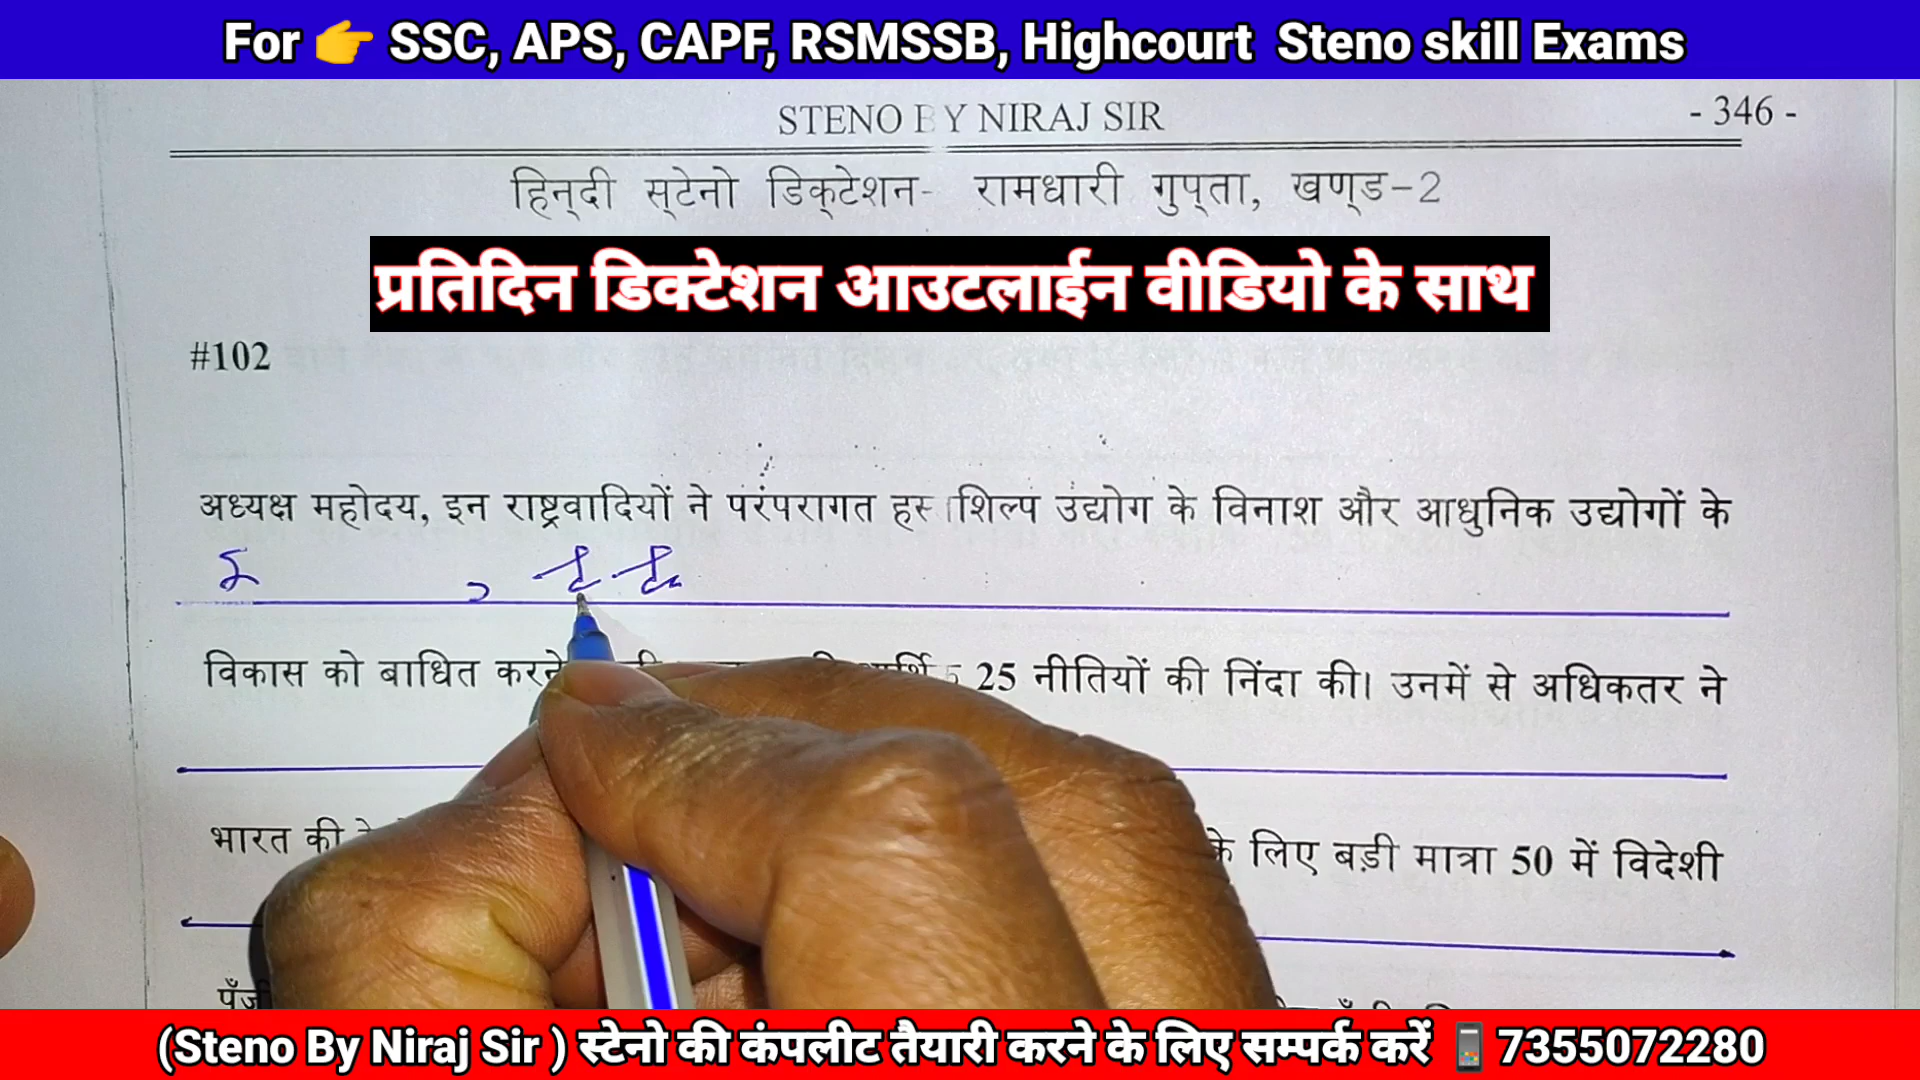 For 👉 SSC, APS, CAPF, RSMSSB, Highcourt Steno skill Exams
STENO BY NIRAJ SIR
- 346 -
हिन्दी स्टेनो डिक्टेशन- रामधारी गुप्ता, खण्ड-2
प्रतिदिन डिक्टेशन आउटलाईन वीडियो के साथ
#102
अध्यक्ष महोदय, इन राष्ट्रवादियों ने परंपरागत हस्तशिल्प उद्योग के विनाश और आधुनिक उद्योगों के
विकास को बाधित करने 25 नीतियों की निंदा की। उनमें से अधिकतर ने
भारत की के लिए बड़ी मात्रा 50 में विदेशी
(Steno By Niraj Sir ) स्टेनो की कंपलीट तैयारी करने के लिए सम्पर्क करें 📱7355072280